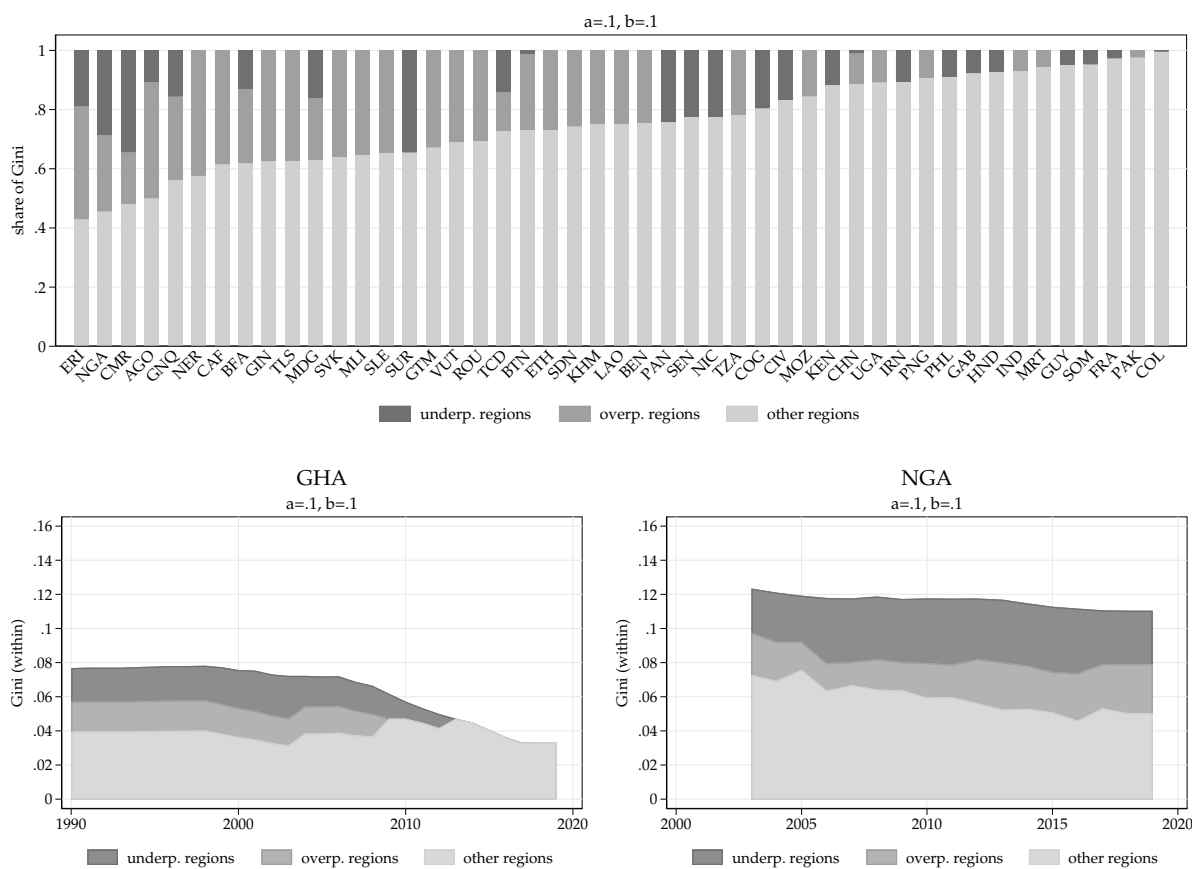 a=.1, b=.1
share of Gini
1
.8
.6
.4
.2
0
ERI NGA CMR AGO GNQ NER CAF BFA GIN TLS MDG SVK MLI SLE SUR GTM VUT ROU TCD BTN ETH SDN KHM LAO BEN PAN SEN NIC TZA COG CIV MOZ KEN CHN UGA IRN PNG PHL GAB HND IND MRT GUY SOM FRA PAK COL
underp. regions overp. regions other regions
GHA
a=.1, b=.1
Gini (within)
.16
.14
.12
.1
.08
.06
.04
.02
0
1990 2000 2010 2020
underp. regions overp. regions other regions
NGA
a=.1, b=.1
Gini (within)
.16
.14
.12
.1
.08
.06
.04
.02
0
2000 2005 2010 2015 2020
underp. regions overp. regions other regions